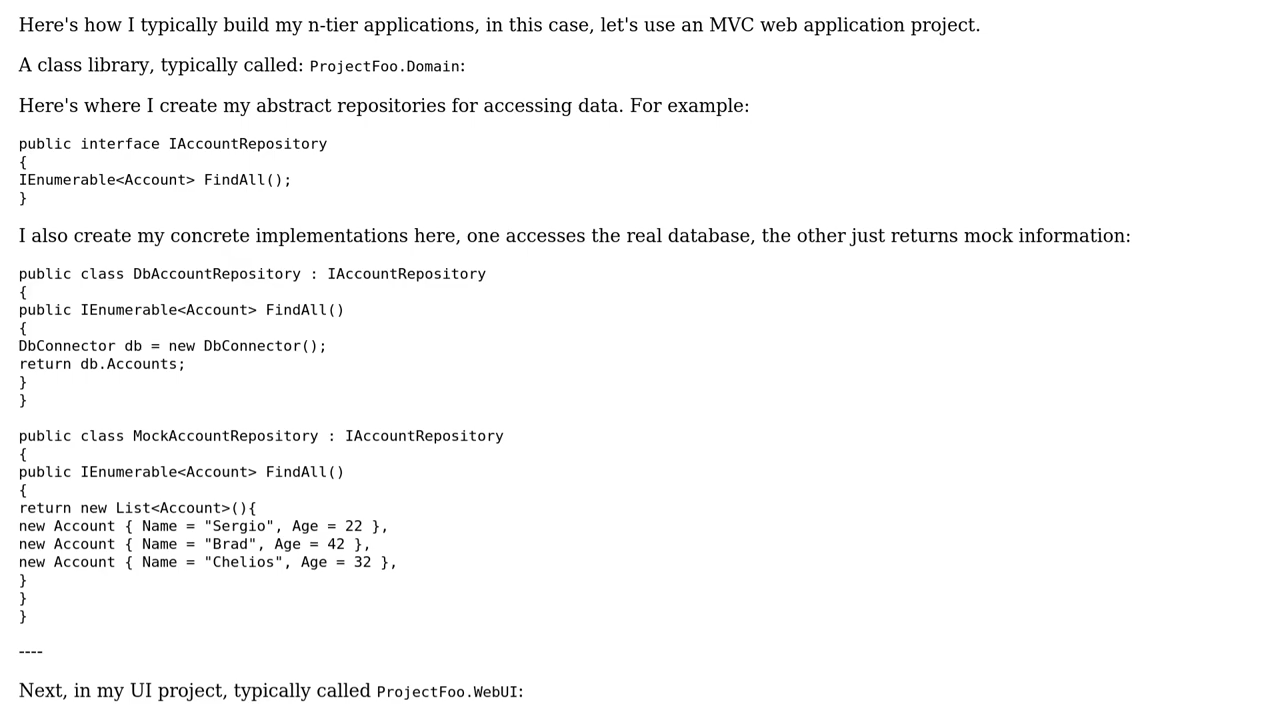 Here's how I typically build my n-tier applications, in this case, let's use an MVC web application project.
A class library, typically called: ProjectFoo.Domain:
Here's where I create my abstract repositories for accessing data. For example:
public interface IAccountRepository
{
IEnumerable<Account> FindAll();
}
I also create my concrete implementations here, one accesses the real database, the other just returns mock information:
public class DbAccountRepository : IAccountRepository
{
public IEnumerable<Account> FindAll()
{
DbConnector db = new DbConnector();
return db.Accounts;
}
}
public class MockAccountRepository : IAccountRepository
{
public IEnumerable<Account> FindAll()
{
return new List<Account>(){
new Account { Name = "Sergio", Age = 22 },
new Account { Name = "Brad", Age = 42 },
new Account { Name = "Chelios", Age = 32 },
}
}
}
----
Next, in my UI project, typically called ProjectFoo.WebUI: